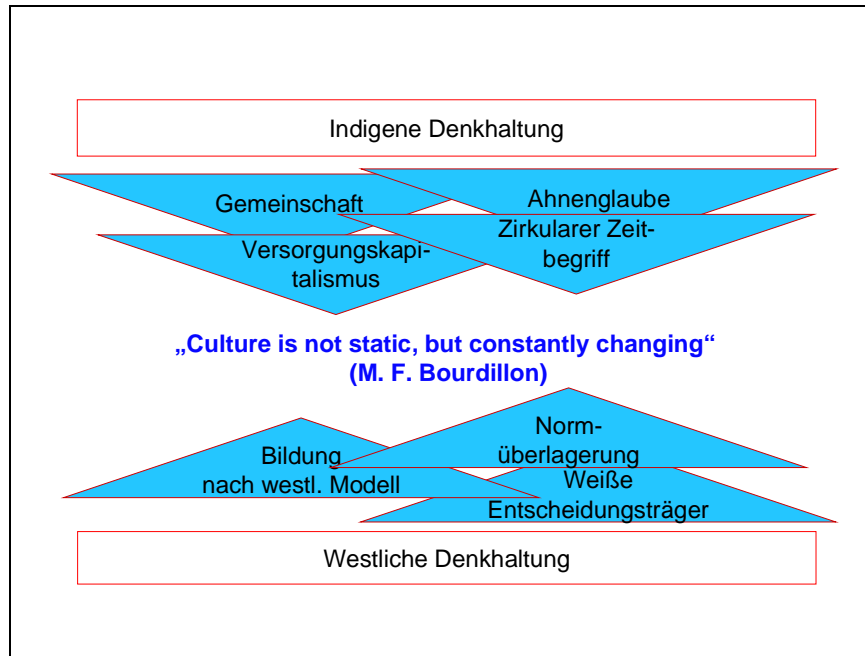 Indigene Denkhaltung
Gemeinschaft
Ahnenglaube
Versorgungskapi-
talismus
Zirkularer Zeit-
begriff
„Culture is not static, but constantly changing“
(M. F. Bourdillon)
Bildung
nach westl. Modell
Norm-
überlagerung
Weiße
Entscheidungsträger
Westliche Denkhaltung